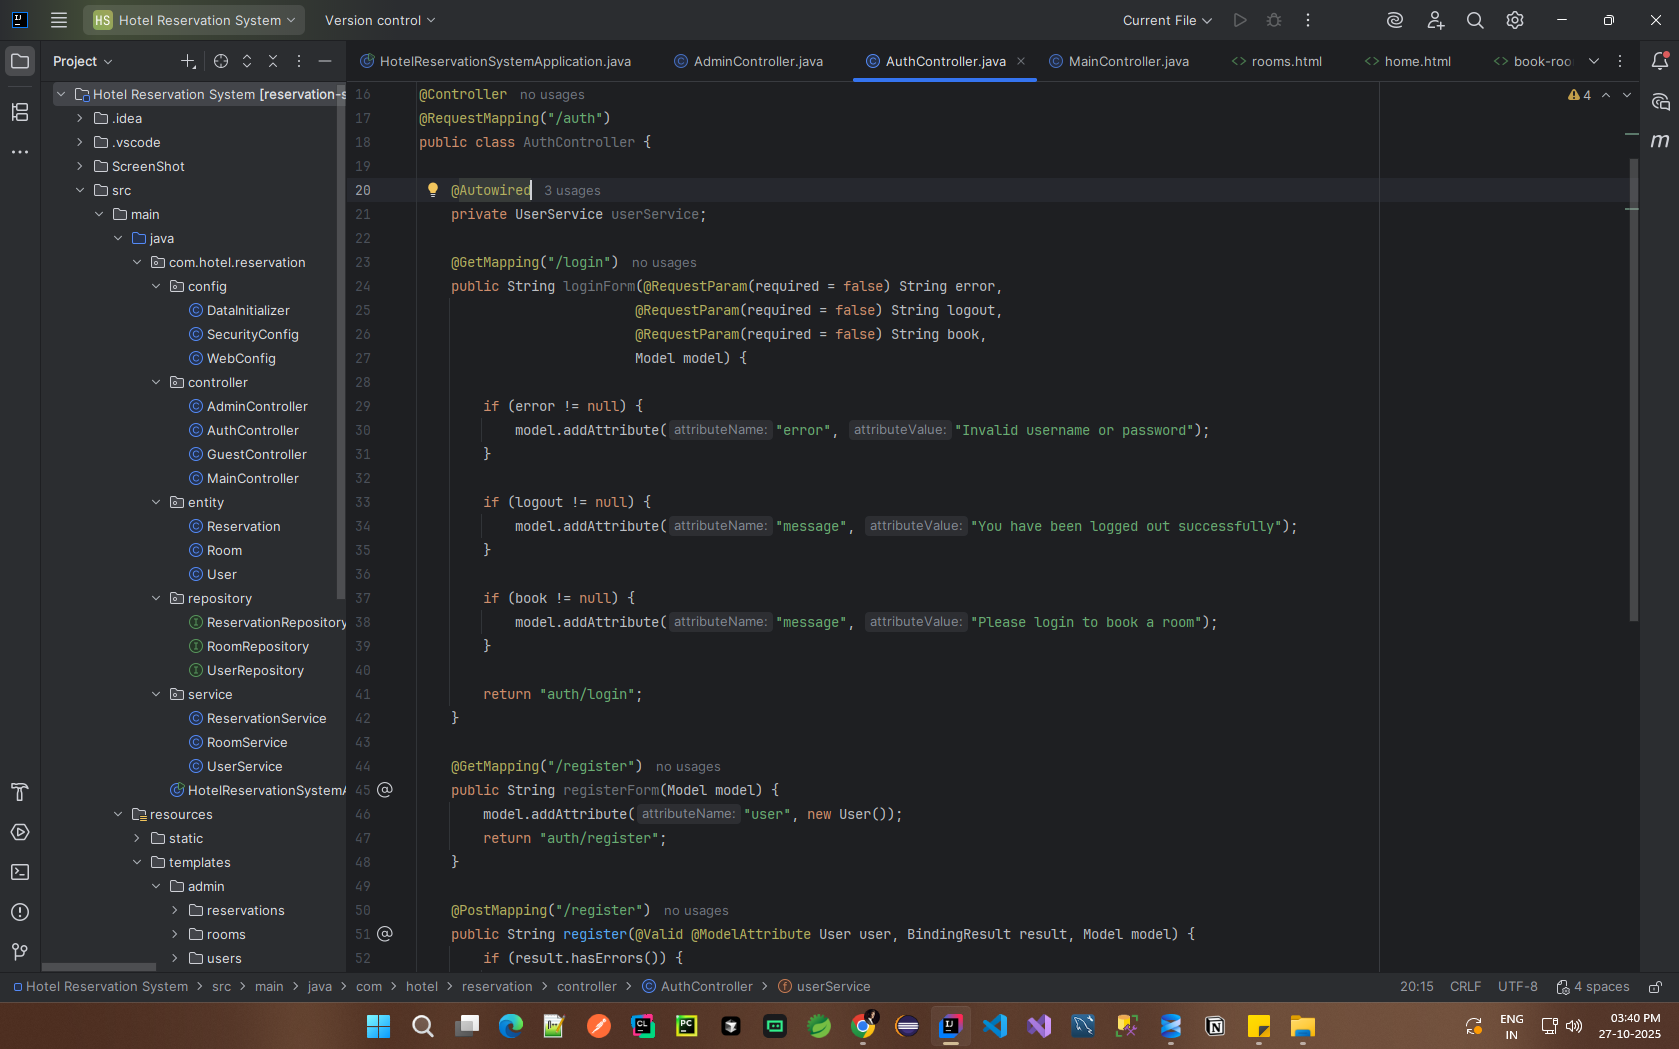 HS Hotel Reservation System Version control Current File
Project
HotelReservationSystemApplication.java AdminController.java AuthController.java MainController.java rooms.html home.html book-roo
Hotel Reservation System [reservation-s
.idea
.vscode
ScreenShot
src
main
java
com.hotel.reservation
config
DataInitializer
SecurityConfig
WebConfig
controller
AdminController
AuthController
GuestController
MainController
entity
Reservation
Room
User
repository
ReservationRepository
RoomRepository
UserRepository
service
ReservationService
RoomService
UserService
HotelReservationSystemA
resources
static
templates
admin
reservations
rooms
users
4
16 @Controller no usages
17 @RequestMapping("/auth")
18 public class AuthController {
19
20 @Autowired 3 usages
21 private UserService userService;
22
23 @GetMapping("/login") no usages
24 public String loginForm(@RequestParam(required = false) String error,
25 @RequestParam(required = false) String logout,
26 @RequestParam(required = false) String book,
27 Model model) {
28
29 if (error != null) {
30 model.addAttribute( attributeName: "error", attributeValue: "Invalid username or password");
31 }
32
33 if (logout != null) {
34 model.addAttribute( attributeName: "message", attributeValue: "You have been logged out successfully");
35 }
36
37 if (book != null) {
38 model.addAttribute( attributeName: "message", attributeValue: "Please login to book a room");
39 }
40
41 return "auth/login";
42 }
43
44 @GetMapping("/register") no usages
45 public String registerForm(Model model) {
46 model.addAttribute( attributeName: "user", new User());
47 return "auth/register";
48 }
49
50 @PostMapping("/register") no usages
51 public String register(@Valid @ModelAttribute User user, BindingResult result, Model model) {
52 if (result.hasErrors()) {
Hotel Reservation System > src > main > java > com > hotel > reservation > controller > AuthController > userService 20:15 CRLF UTF-8 4 spaces
ENG
IN
03:40 PM
27-10-2025